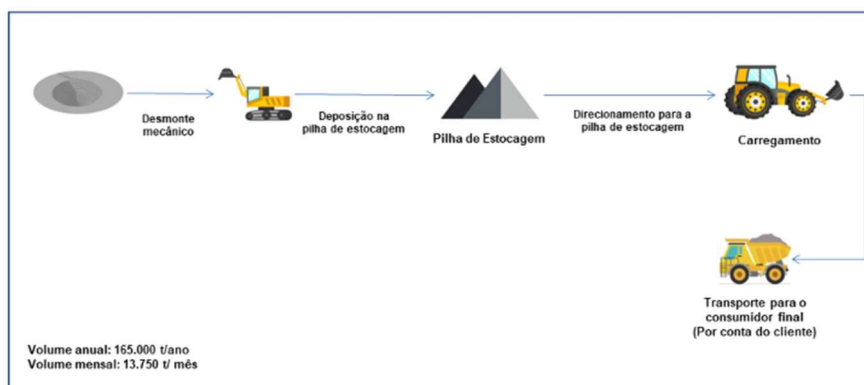 Desmonte
mecânico
Deposição na
pilha de estocagem
Pilha de Estocagem
Direcionamento para a
pilha de estocagem
Carregamento
Transporte para o
consumidor final
(Por conta do cliente)
Volume anual: 165.000 t/ano
Volume mensal: 13.750 t/ mês